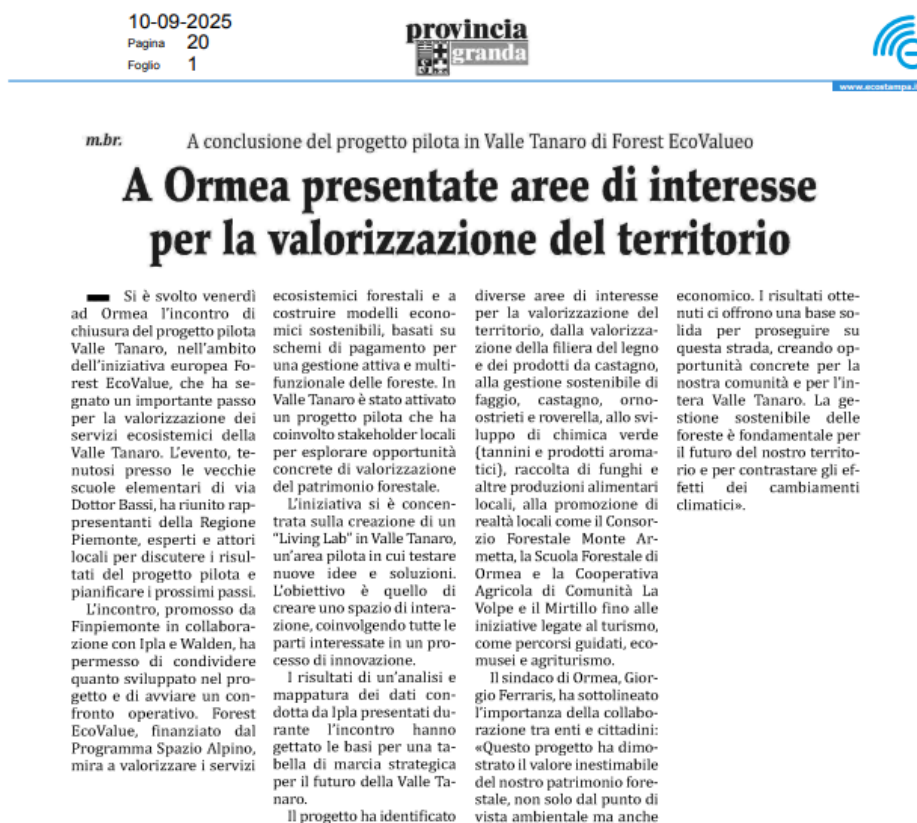 10-09-2025
Pagina 20
Foglio 1
provincia
granda
www.ecostampa.i
m.br.
A conclusione del progetto pilota in Valle Tanaro di Forest EcoValueo
A Ormea presentate aree di interesse
per la valorizzazione del territorio
Si è svolto venerdì
ad Ormea l'incontro di
chiusura del progetto pilota
Valle Tanaro, nell'ambito
dell'iniziativa europea Fo-
rest EcoValue, che ha se-
gnato un importante passo
per la valorizzazione dei
servizi ecosistemici della
Valle Tanaro. L'evento, te-
nutosi presso le vecchie
scuole elementari di via
Dottor Bassi, ha riunito rap-
presentanti della Regione
Piemonte, esperti e attori
locali per discutere i risul-
tati del progetto pilota e
pianificare i prossimi passi.
L'incontro, promosso da
Finpiemonte in collabora-
zione con Ipla e Walden, ha
permesso di condividere
quanto sviluppato nel pro-
getto e di avviare un con-
fronto operativo. Forest
EcoValue, finanziato dal
Programma Spazio Alpino,
mira a valorizzare i servizi
ecosistemici forestali e a
costruire modelli econo-
mici sostenibili, basati su
schemi di pagamento per
una gestione attiva e multi-
funzionale delle foreste. In
Valle Tanaro è stato attivato
un progetto pilota che ha
coinvolto stakeholder locali
per esplorare opportunità
concrete di valorizzazione
del patrimonio forestale.
L'iniziativa si è concen-
trata sulla creazione di un
"Living Lab" in Valle Tanaro,
un'area pilota in cui testare
nuove idee e soluzioni.
L'obiettivo è quello di
creare uno spazio di intera-
zione, coinvolgendo tutte le
parti interessate in un pro-
cesso di innovazione.
I risultati di un'analisi e
mappatura dei dati con-
dotta da Ipla presentati du-
rante l'incontro hanno
gettato le basi per una ta-
bella di marcia strategica
per il futuro della Valle Ta-
naro.
Il progetto ha identificato
diverse aree di interesse
per la valorizzazione del
territorio, dalla valorizza-
zione della filiera del legno
e dei prodotti da castagno,
alla gestione sostenibile di
faggio, castagno, orno-
ostrieti e roverella, allo svi-
luppo di chimica verde
{tannini e prodotti aroma-
tici}, raccolta di funghi e
altre produzioni alimentari
locali, alla promozione di
realtà locali come il Consor-
zio Forestale Monte Ar-
metta, la Scuola Forestale di
Ormea e la Cooperativa
Agricola di Comunità La
Volpe e il Mirtillo fino alle
iniziative legate al turismo,
come percorsi guidati, eco-
musei e agriturismo.
Il sindaco di Ormea, Gior-
gio Ferraris, ha sottolineato
l'importanza della collabo-
razione tra enti e cittadini:
«Questo progetto ha dimo-
strato il valore inestimabile
del nostro patrimonio fore-
stale, non solo dal punto di
vista ambientale ma anche
economico. I risultati otte-
nuti ci offrono una base so-
lida per proseguire su
questa strada, creando op-
portunità concrete per la
nostra comunità e per l'in-
tera Valle Tanaro. La ge-
stione sostenibile delle
foreste è fondamentale per
il futuro del nostro territo-
rio e per contrastare gli ef-
fetti dei cambiamenti
climatici».